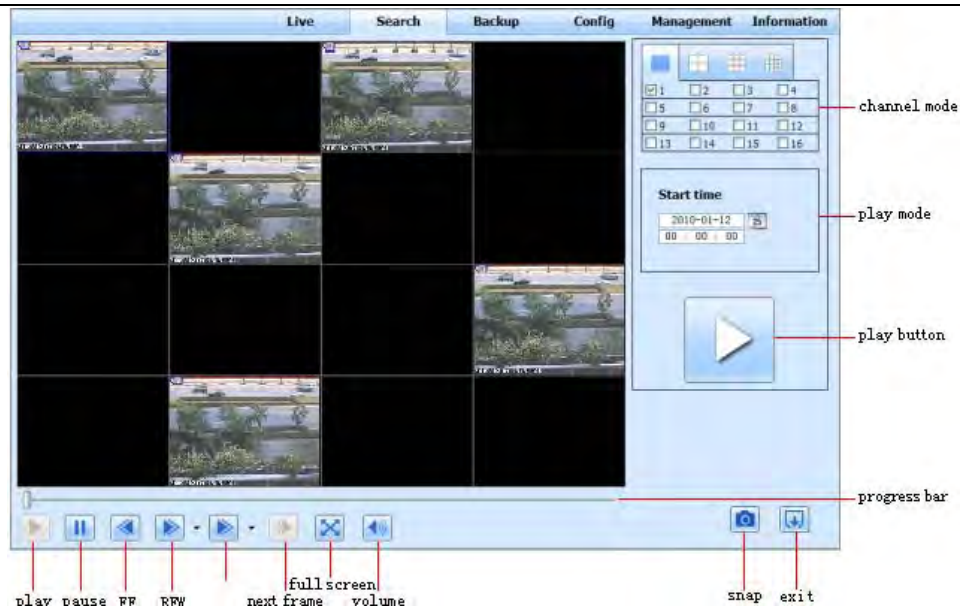 Live Search Backup Config Management Information
1 2 3 4
5 6 7 8
9 10 11 12
13 14 15 16
channel mode
Start time
2010-01-12
00 : 00 : 00
play mode
play button
progress bar
play pause FF RFW next frame full screen volume snap exit